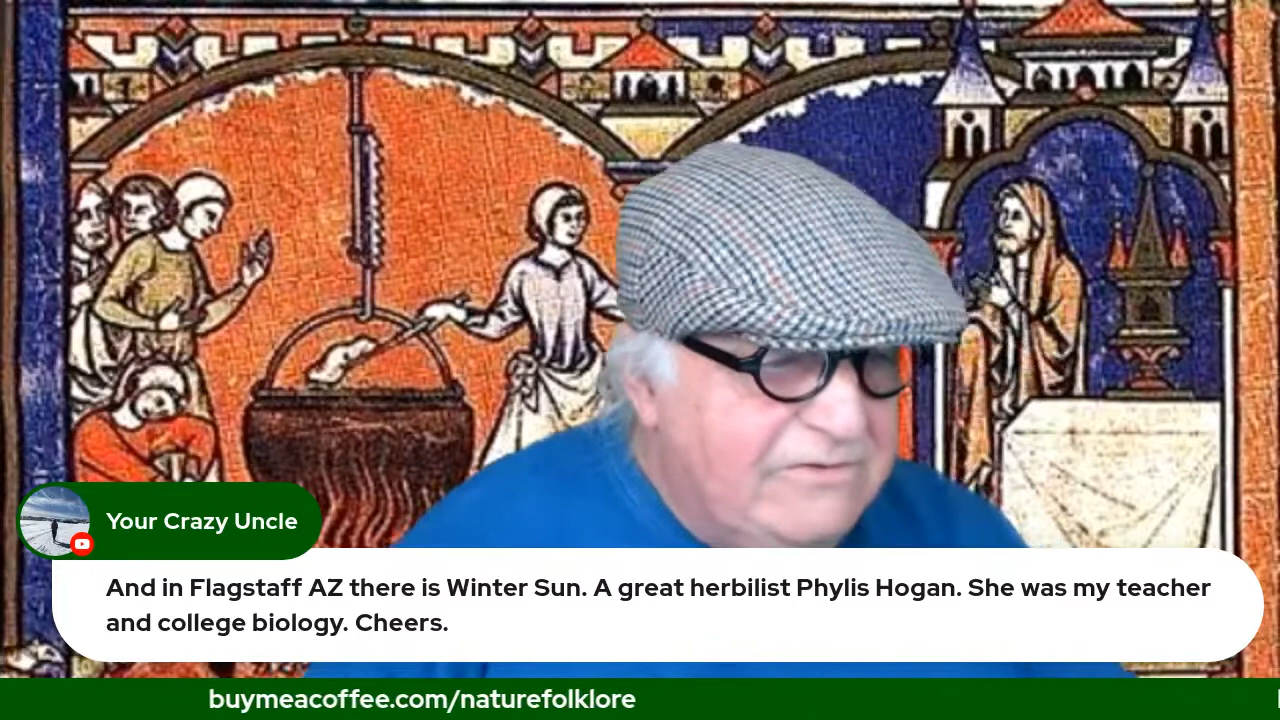 Your Crazy Uncle
And in Flagstaff AZ there is Winter Sun. A great herbilist Phylis Hogan. She was my teacher
and college biology. Cheers.
buymeacoffee.com/naturefolklore